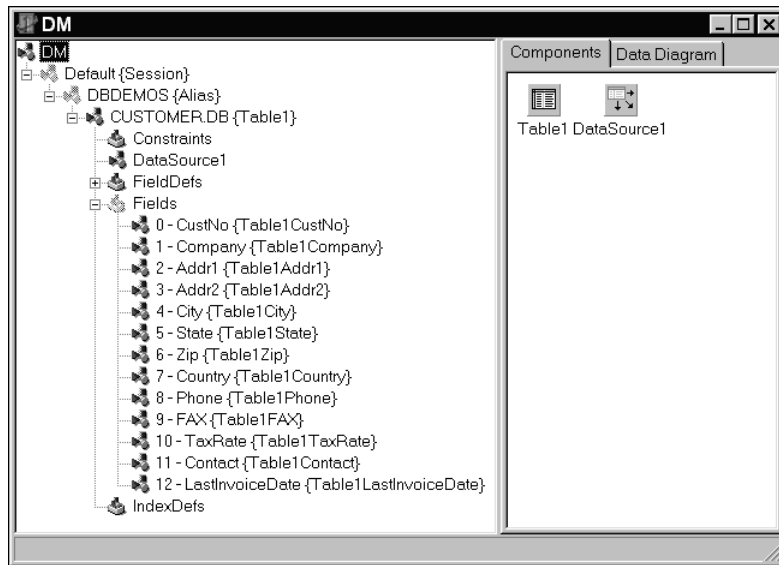 DM
DM
Default {Session}
DBDEMOS {Alias}
CUSTOMER.DB {Table1}
Constraints
DataSource1
FieldDefs
Fields
0 - CustNo {Table1CustNo}
1 - Company {Table1Company}
2 - Addr1 {Table1Addr1}
3 - Addr2 {Table1Addr2}
4 - City {Table1City}
5 - State {Table1State}
6 - Zip {Table1Zip}
7 - Country {Table1Country}
8 - Phone {Table1Phone}
9 - FAX {Table1FAX}
10 - TaxRate {Table1TaxRate}
11 - Contact {Table1Contact}
12 - LastInvoiceDate {Table1LastInvoiceDate}
IndexDefs
Components Data Diagram
Table1 DataSource1